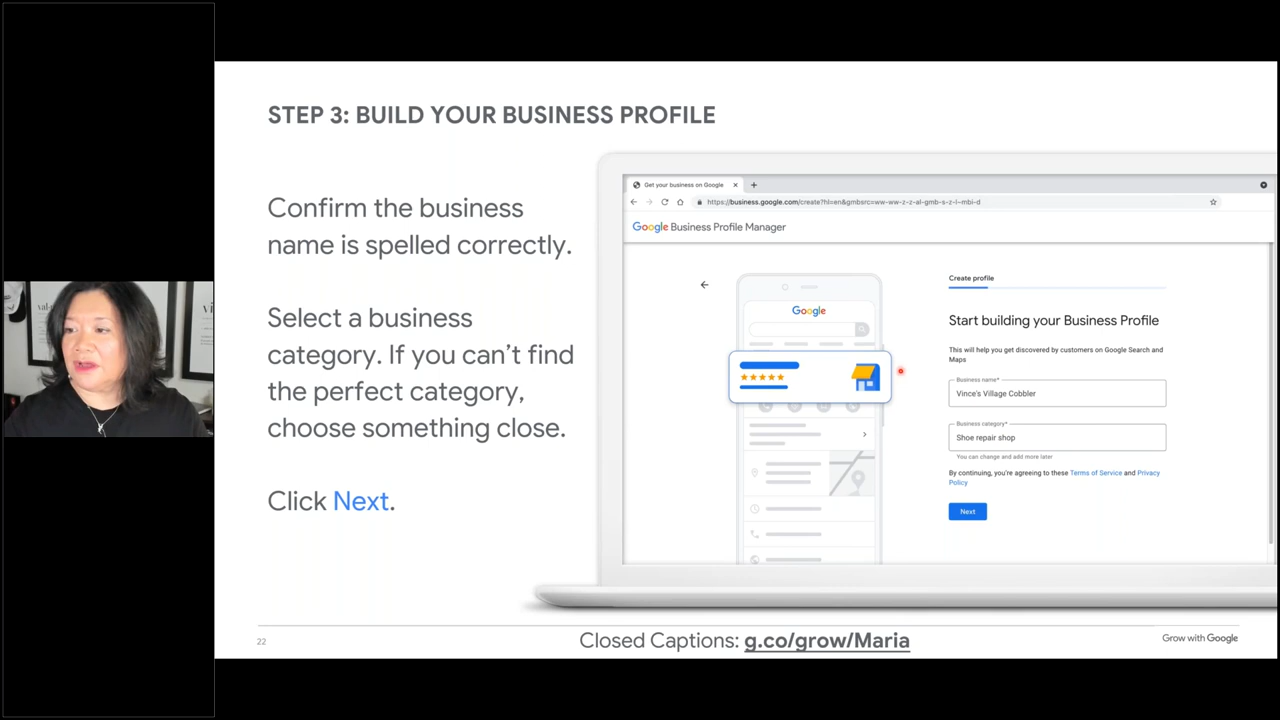 STEP 3: BUILD YOUR BUSINESS PROFILE
Confirm the business
name is spelled correctly.
Select a business
category. If you can't find
the perfect category,
choose something close.
Click Next.
Get your business on Google
https://business.google.com/create?hl=en&gmbsrc=ww-ww-z-z-al-gmb-s-z-l-mbi-d
Google Business Profile Manager
Google
Create profile
Start building your Business Profile
This will help you get discovered by customers on Google Search and
Maps
Business name*
Vince's Village Cobbler
Business category*
Shoe repair shop
You can change and add more later
By continuing, you're agreeing to these Terms of Service and Privacy
Policy
Next
22
Closed Captions: g.co/grow/Maria
Grow with Google